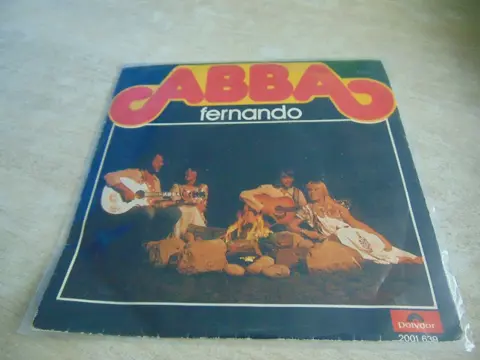 ABBA
fernando
Polydor
2001 639